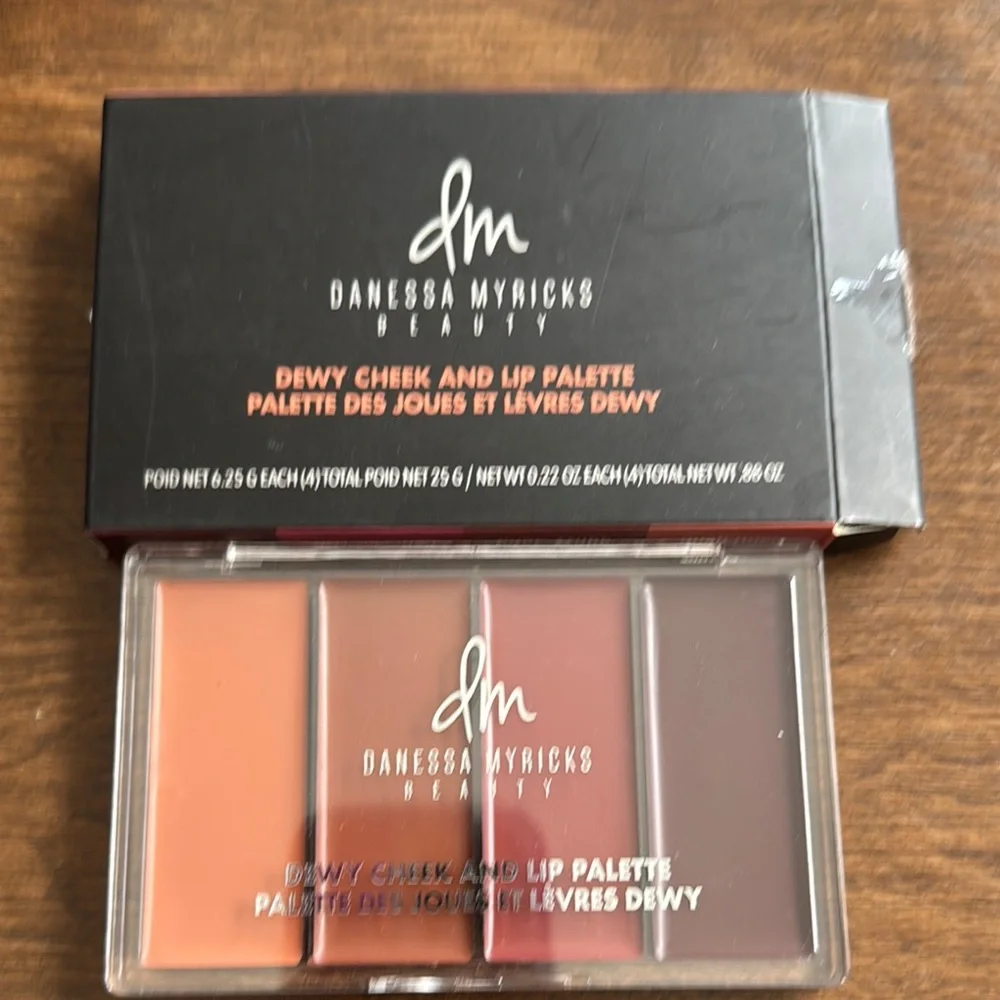 dm
DANESSA MYRICKS
BEAUTY
DEWY CHEEK AND LIP PALETTE
PALETTE DES JOUES ET LÈVRES DEWY
POID NET 6.25 G EACH (4) TOTAL POID NET 25 G / NET WT 0.22 OZ EACH (4) TOTAL NET WT .88 OZ
dm
DANESSA MYRICKS
BEAUTY
DEWY CHEEK AND LIP PALETTE
PALETTE DES JOUES ET LÈVRES DEWY